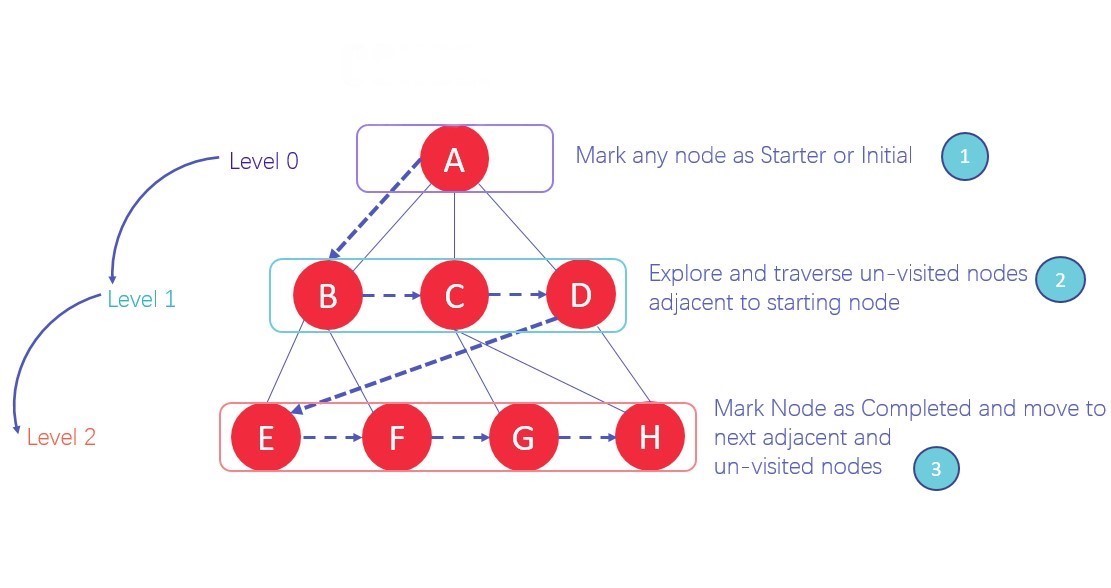 Level 0
A
Mark any node as Starter or Initial
1
Level 1
B
C
D
Explore and traverse un-visited nodes
adjacent to starting node
2
Level 2
E
F
G
H
Mark Node as Completed and move to
next adjacent and
un-visited nodes
3